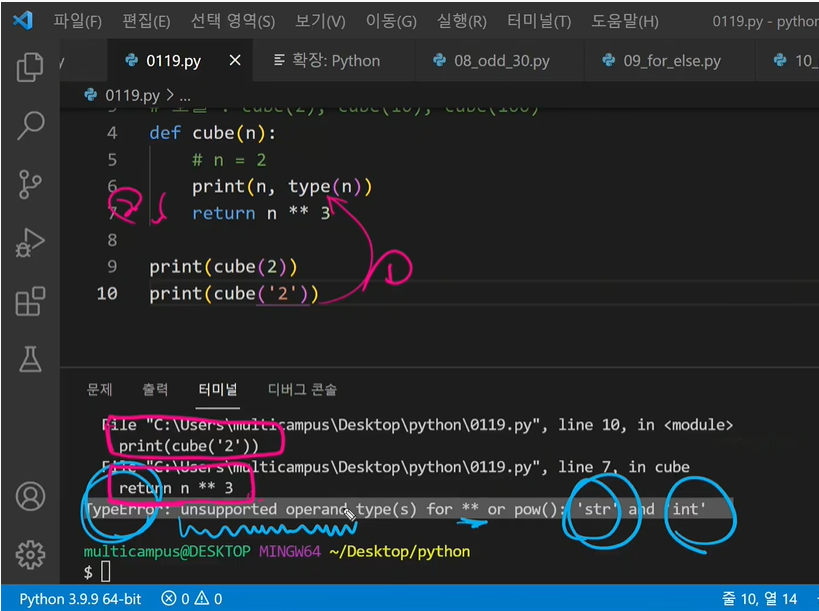 파일(F) 편집(E) 선택 영역(S) 보기(V) 이동(G) 실행(R) 터미널(T) 도움말(H) 0119.py - python
0119.py × 확장: Python 08_odd_30.py 09_for_else.py 10_
0119.py > ...
cube(2), cube(10), cube(100)
4 def cube(n):
5 # n = 2
6 print(n, type(n))
7 return n ** 3
8
9 print(cube(2))
10 print(cube('2'))
문제 출력 터미널 디버그 콘솔
File "C:\Users\multicampus\Desktop\python\0119.py", line 10, in <module>
print(cube('2'))
File "C:\Users\multicampus\Desktop\python\0119.py", line 7, in cube
return n ** 3
TypeError: unsupported operand type(s) for ** or pow(): 'str' and 'int'
multicampus@DESKTOP MINGW64 ~/Desktop/python
$
Python 3.9.9 64-bit 0 0 줄 10, 열 14